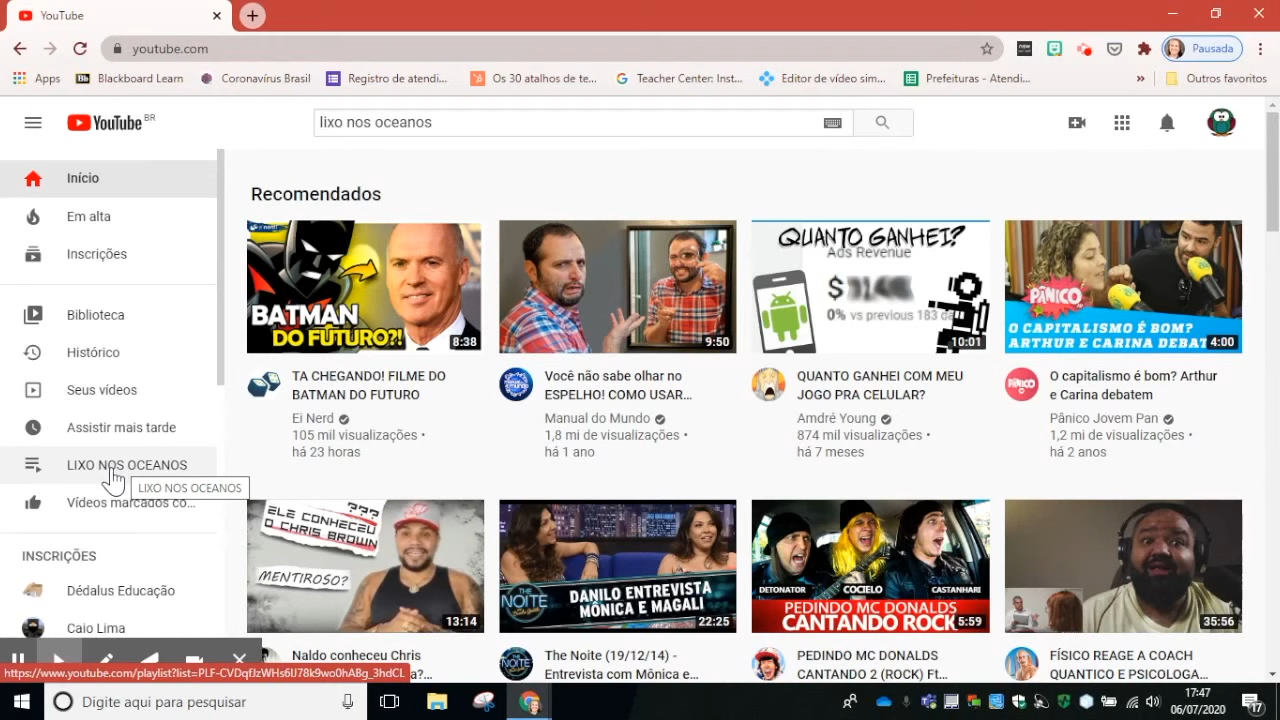 YouTube
youtube.com
Pausada
Apps
Blackboard Learn
Coronavírus Brasil
Registro de atendi...
Os 30 atalhos de te...
Teacher Center: Inst...
Editor de vídeo sim...
Prefeituras - Atendi...
»
Outros favoritos
YouTube BR
lixo nos oceanos
Início
Em alta
Inscrições
Biblioteca
Histórico
Seus vídeos
Assistir mais tarde
LIXO NOS OCEANOS
LIXO NOS OCEANOS
Vídeos marcados co...
INSCRIÇÕES
Dédalus Educação
Caio Lima
Recomendados
BATMAN
DO FUTURO?!
8:38
TA CHEGANDO! FILME DO
BATMAN DO FUTURO
Ei Nerd
105 mil visualizações •
há 23 horas
9:50
Você não sabe olhar no
ESPELHO! COMO USAR...
Manual do Mundo
1,8 mi de visualizações •
há 1 ano
QUANTO GANHEI?
Ads Revenue
$
0% vs previous 183 da
10:01
QUANTO GANHEI COM MEU
JOGO PRA CELULAR?
Amdré Young
874 mil visualizações •
há 7 meses
PÂNICO
O CAPITALISMO É BOM?
ARTHUR E CARINA DEBAT
4:00
O capitalismo é bom? Arthur
e Carina debatem
Pânico Jovem Pan
1,2 mi de visualizações •
há 2 anos
???
ELE CONHECEU
O CHRIS BROWN
MENTIROSO?
13:14
Naldo conheceu Chris
THE NOITE
DANILO ENTREVISTA
MÔNICA E MAGALI
22:25
The Noite (19/12/14) -
Entrevista com Mônica e...
DETONATOR
COCIELO
CASTANHARI
PEDINDO MC DONALDS
CANTANDO ROCK
5:59
PEDINDO MC DONALDS
CANTANDO 2 (ROCK) Ft...
35:56
FÍSICO REAGE A COACH
QUANTICO E PSICOLOGA...
https://www.youtube.com/playlist?list=PLF-CVDqfJzWHs6U78k9wo0hABg_3hdCL
Digite aqui para pesquisar
17:47
06/07/2020
17